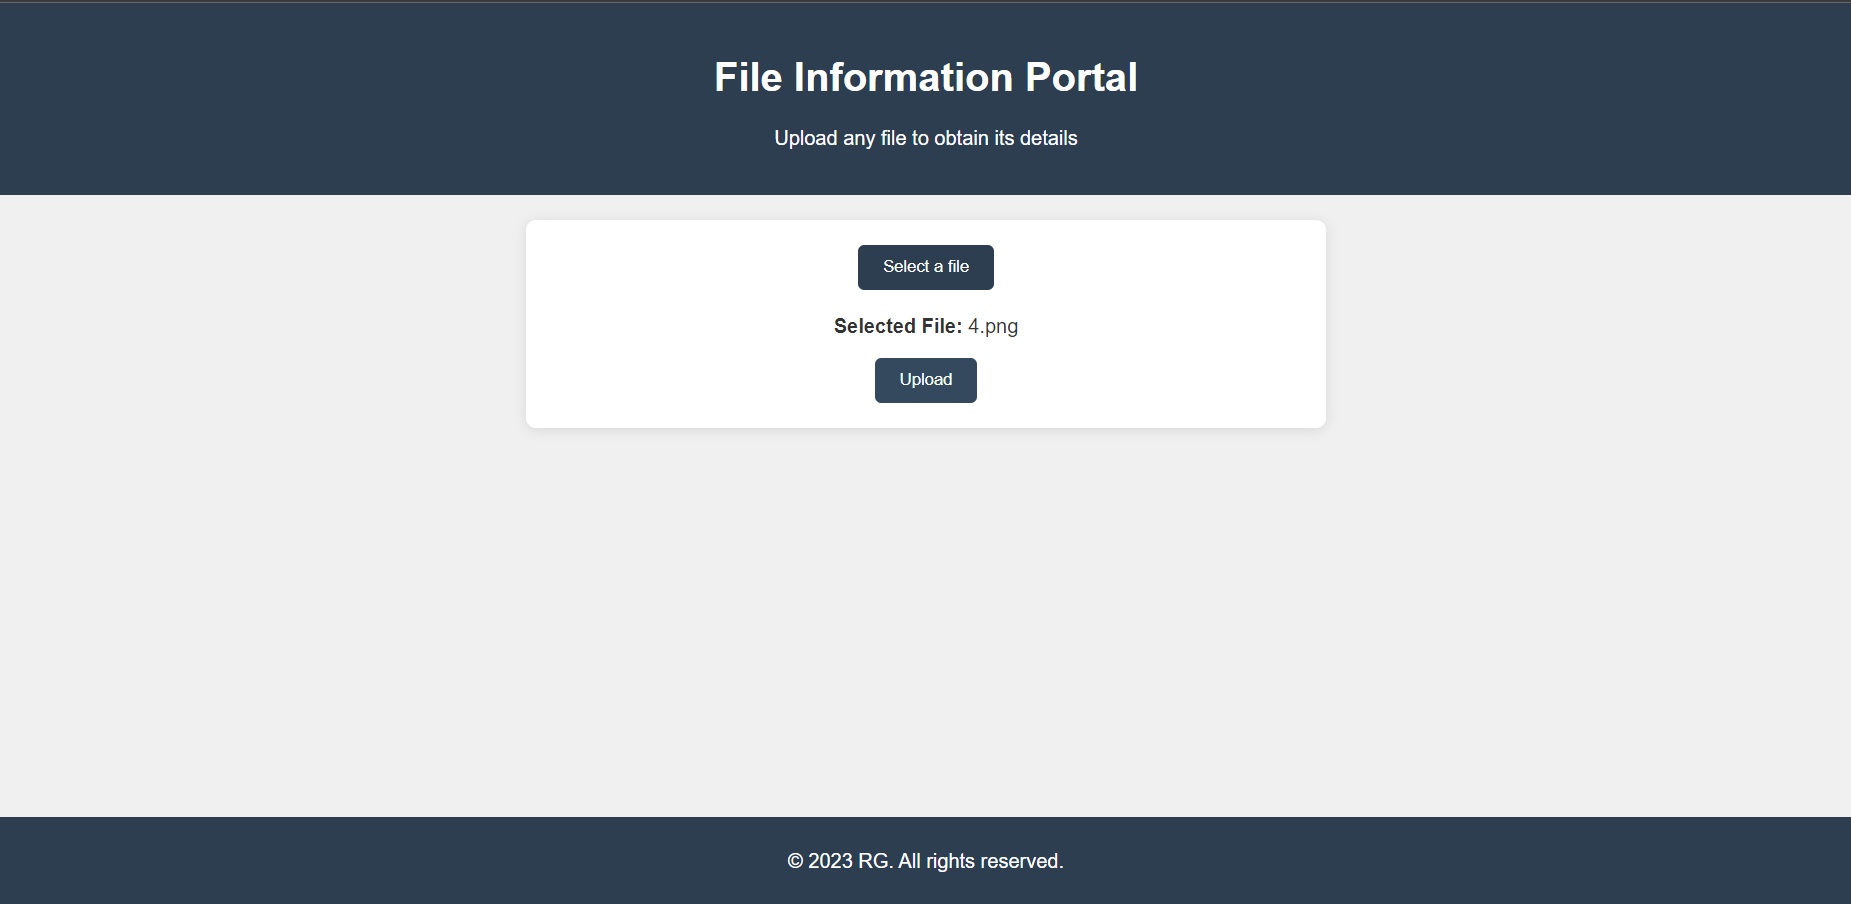 File Information Portal
Upload any file to obtain its details
Select a file
Selected File: 4.png
Upload
© 2023 RG. All rights reserved.